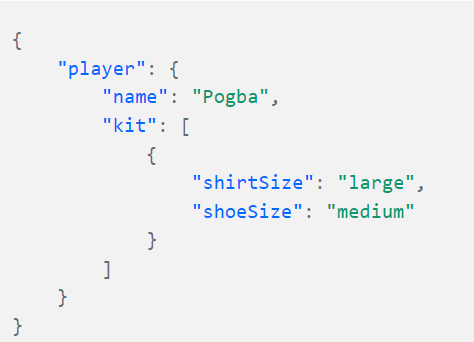 {
    "player": {
        "name": "Pogba",
        "kit": [
            {
                "shirtSize": "large",
                "shoeSize": "medium"
            }
        ]
    }
}